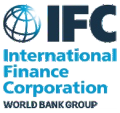 IFC
International
Finance
Corporation
WORLD BANK GROUP